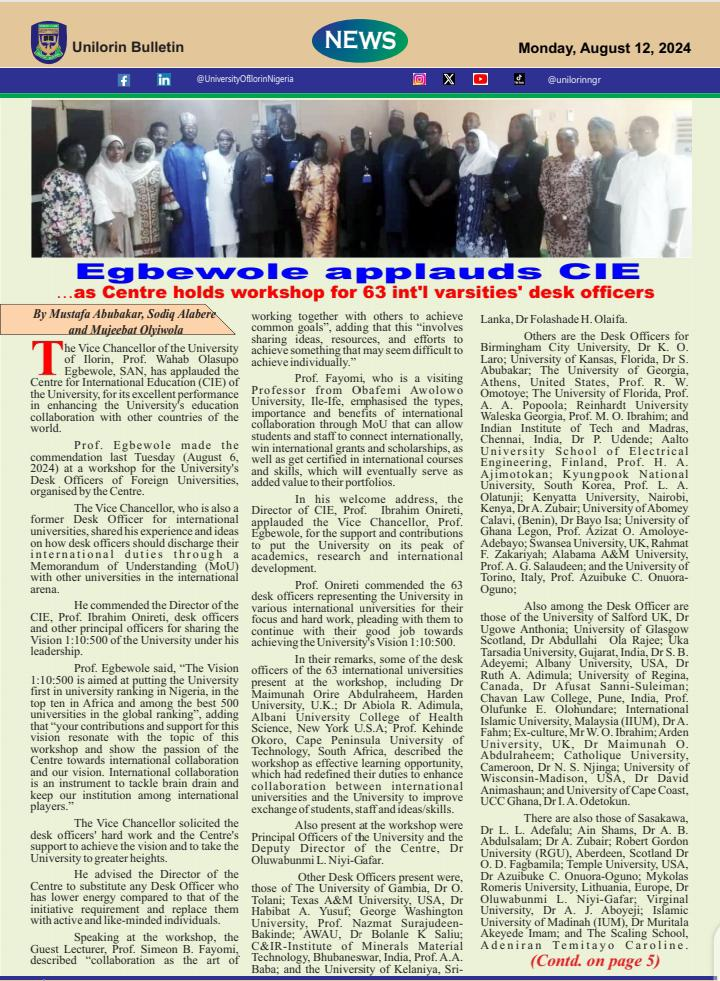 Unilorin Bulletin
NEWS
Monday, August 12, 2024
@UniversityOfIlorinNigeria
@unilorinngr
Egbewole applauds CIE
...as Centre holds workshop for 63 int'l varsities' desk officers
By Mustafa Abubakar, Sodiq Alabere
and Mujeebat Olyiwola
The Vice Chancellor of the University
of Ilorin, Prof. Wahab Olasupo
Egbewole, SAN, has applauded the
Centre for International Education (CIE) of
the University, for its excellent performance
in enhancing the University's education
collaboration with other countries of the
world.
Prof. Egbewole made the
commendation last Tuesday (August 6,
2024) at a workshop for the University's
Desk Officers of Foreign Universities,
organised by the Centre.
The Vice Chancellor, who is also a
former Desk Officer for international
universities, shared his experience and ideas
on how desk officers should discharge their
international duties through a
Memorandum of Understanding (MoU)
with other universities in the international
arena.
He commended the Director of the
CIE, Prof. Ibrahim Onireti, desk officers
and other principal officers for sharing the
Vision 1:10:500 of the University under his
leadership.
Prof. Egbewole said, “The Vision
1:10:500 is aimed at putting the University
first in university ranking in Nigeria, in the
top ten in Africa and among the best 500
universities in the global ranking”, adding
that “your contributions and support for this
vision resonate with the topic of this
workshop and show the passion of the
Centre towards international collaboration
and our vision. International collaboration
is an instrument to tackle brain drain and
keep our institution among international
players.”
The Vice Chancellor solicited the
desk officers' hard work and the Centre's
support to achieve the vision and to take the
University to greater heights.
He advised the Director of the
Centre to substitute any Desk Officer who
has lower energy compared to that of the
initiative requirement and replace them
with active and like-minded individuals.
Speaking at the workshop, the
Guest Lecturer, Prof. Simeon B. Fayomi,
described “collaboration as the art of
working together with others to achieve
common goals”, adding that this “involves
sharing ideas, resources, and efforts to
achieve something that may seem difficult to
achieve individually.”
Prof. Fayomi, who is a visiting
Professor from Obafemi Awolowo
University, Ile-Ife, emphasised the types,
importance and benefits of international
collaboration through MoU that can allow
students and staff to connect internationally,
win international grants and scholarships, as
well as get certified in international courses
and skills, which will eventually serve as
added value to their portfolios.
In his welcome address, the
Director of CIE, Prof. Ibrahim Onireti,
applauded the Vice Chancellor, Prof.
Egbewole, for the support and contributions
to put the University on its peak of
academics, research and international
development.
Prof. Onireti commended the 63
desk officers representing the University in
various international universities for their
focus and hard work, pleading with them to
continue with their good job towards
achieving the University's Vision 1:10:500.
In their remarks, some of the desk
officers of the 63 international universities
present at the workshop, including Dr
Maimunah Orire Abdulraheem, Harden
University, U.K.; Dr Abiola R. Adimula,
Albani University College of Health
Science, New York U.S.A; Prof. Kehinde
Okoro, Cape Peninsula University of
Technology, South Africa, described the
workshop as effective learning opportunity,
which had redefined their duties to enhance
collaboration between international
universities and the University to improve
exchange of students, staff and ideas/skills.
Also present at the workshop were
Principal Officers of the University and the
Deputy Director of the Centre, Dr
Oluwabunmi L. Niyi-Gafar.
Other Desk Officers present were,
those of The University of Gambia, Dr O.
Tolani; Texas A&M University, USA, Dr
Habibat A. Yusuf; George Washington
University, Prof. Nazmat Surajudeen-
Bakinde; AWAU, Dr Bolanle K Saliu;
C&IR-Institute of Minerals Material
Technology, Bhubaneswar, India, Prof. A.A.
Baba; and the University of Kelaniya, Sri-
Lanka, Dr Folashade H. Olaifa.
Others are the Desk Officers for
Birmingham City University, Dr K. O.
Laro; University of Kansas, Florida, Dr S.
Abubakar; The University of Georgia,
Athens, United States, Prof. R. W.
Omotoye; The University of Florida, Prof.
A. A. Popoola; Reinhardt University
Waleska Georgia, Prof. M. O. Ibrahim; and
Indian Institute of Tech and Madras,
Chennai, India, Dr P. Udende; Aalto
University School of Electrical
Engineering, Finland, Prof. H. A.
Ajimotokan; Kyungpook National
University, South Korea, Prof. L. A.
Olatunji; Kenyatta University, Nairobi,
Kenya, Dr A. Zubair; University of Abomey
Calavi, (Benin), Dr Bayo Isa; University of
Ghana Legon, Prof. Azizat O. Amoloye-
Adebayo; Swansea University, UK, Rahmat
F. Zakariyah; Alabama A&M University,
Prof. A. G. Salaudeen; and the University of
Torino, Italy, Prof. Azuibuke C. Onuora-
Oguno;
Also among the Desk Officer are
those of the University of Salford UK, Dr
Ugowe Anthonia; University of Glasgow
Scotland, Dr Abdullahi Ola Rajee; Uka
Tarsadia University, Gujarat, India, Dr S. B.
Adeyemi; Albany University, USA, Dr
Ruth A. Adimula; University of Regina,
Canada, Dr Afusat Sanni-Suleiman;
Chavan Law College, Pune, India, Prof.
Olufunke E. Olohundare; International
Islamic University, Malaysia (IIUM), Dr A.
Fahm; Ex-culture, Mr W. O. Ibrahim; Arden
University, UK, Dr Maimunah O.
Abdulraheem; Catholique University,
Cameroon, Dr N. S. Njinga; University of
Wisconsin-Madison, USA, Dr David
Animashaun; and University of Cape Coast,
UCC Ghana, Dr I. A. Odetokun.
There are also those of Sasakawa,
Dr L. L. Adefalu; Ain Shams, Dr A. B.
Abdulsalam; Dr A. Zubair; Robert Gordon
University (RGU), Aberdeen, Scotland Dr
O. D. Fagbamila; Temple University, USA,
Dr Azuibuke C. Onuora-Oguno; Mykolas
Romeris University, Lithuania, Europe, Dr
Oluwabunmi L. Niyi-Gafar; Virginal
University, Dr A. J. Aboyeji; Islamic
University of Madinah (IUM), Dr Muritala
Akeyede Imam; and The Scaling School,
Adeniran Temitayo Caroline.
(Contd. on page 5)